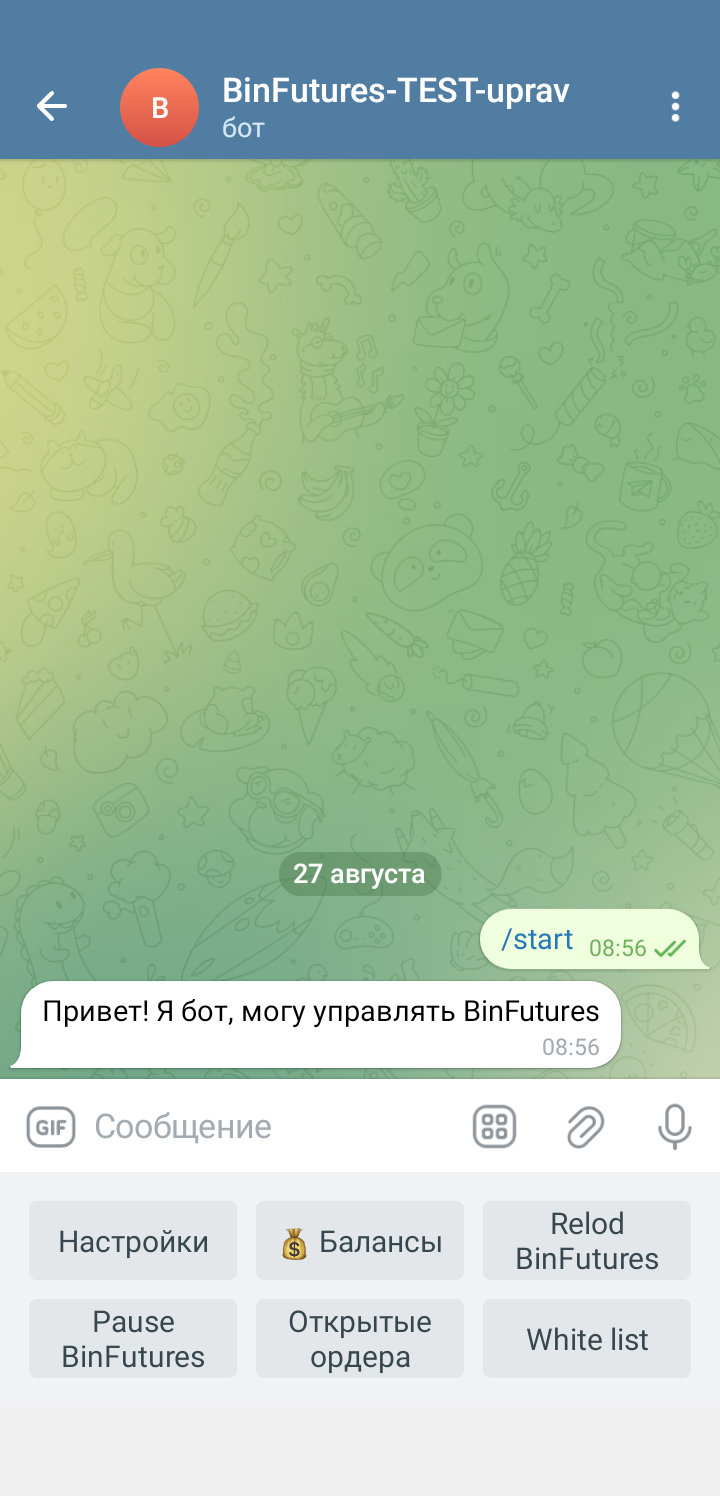 B
BinFutures-TEST-uprav
бот
27 августа
/start 08:56
Привет! Я бот, могу управлять BinFutures
08:56
GIF Сообщение
Настройки
💰 Балансы
Relod
BinFutures
Pause
BinFutures
Открытые
ордера
White list